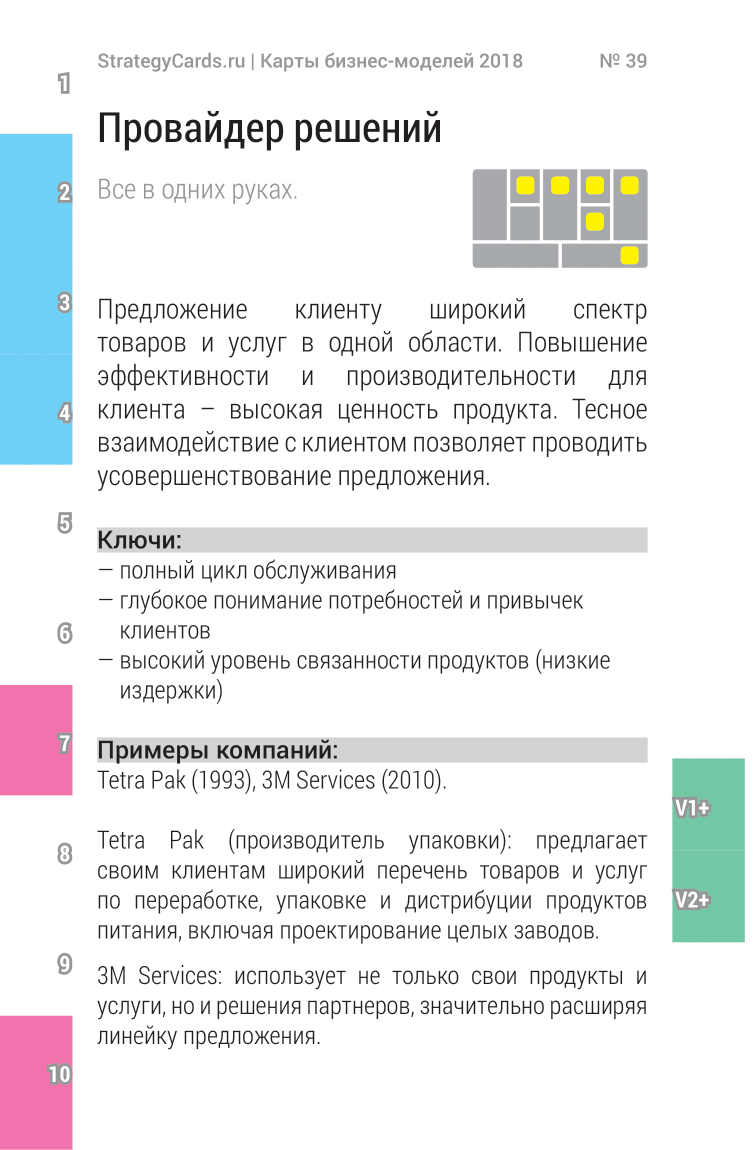 StrategyCards.ru | Карты бизнес-моделей 2018 № 39
1
Провайдер решений
2
Все в одних руках.
3
Предложение клиенту широкий спектр
товаров и услуг в одной области. Повышение
эффективности и производительности для
4
клиента – высокая ценность продукта. Тесное
взаимодействие с клиентом позволяет проводить
усовершенствование предложения.
5
Ключи:
– полный цикл обслуживания
– глубокое понимание потребностей и привычек
клиентов
6
– высокий уровень связанности продуктов (низкие
издержки)
7
Примеры компаний:
Tetra Pak (1993), 3M Services (2010).
V1+
8
Tetra Pak (производитель упаковки): предлагает
своим клиентам широкий перечень товаров и услуг
по переработке, упаковке и дистрибуции продуктов
V2+
питания, включая проектирование целых заводов.
9
3M Services: использует не только свои продукты и
услуги, но и решения партнеров, значительно расширяя
линейку предложения.
10